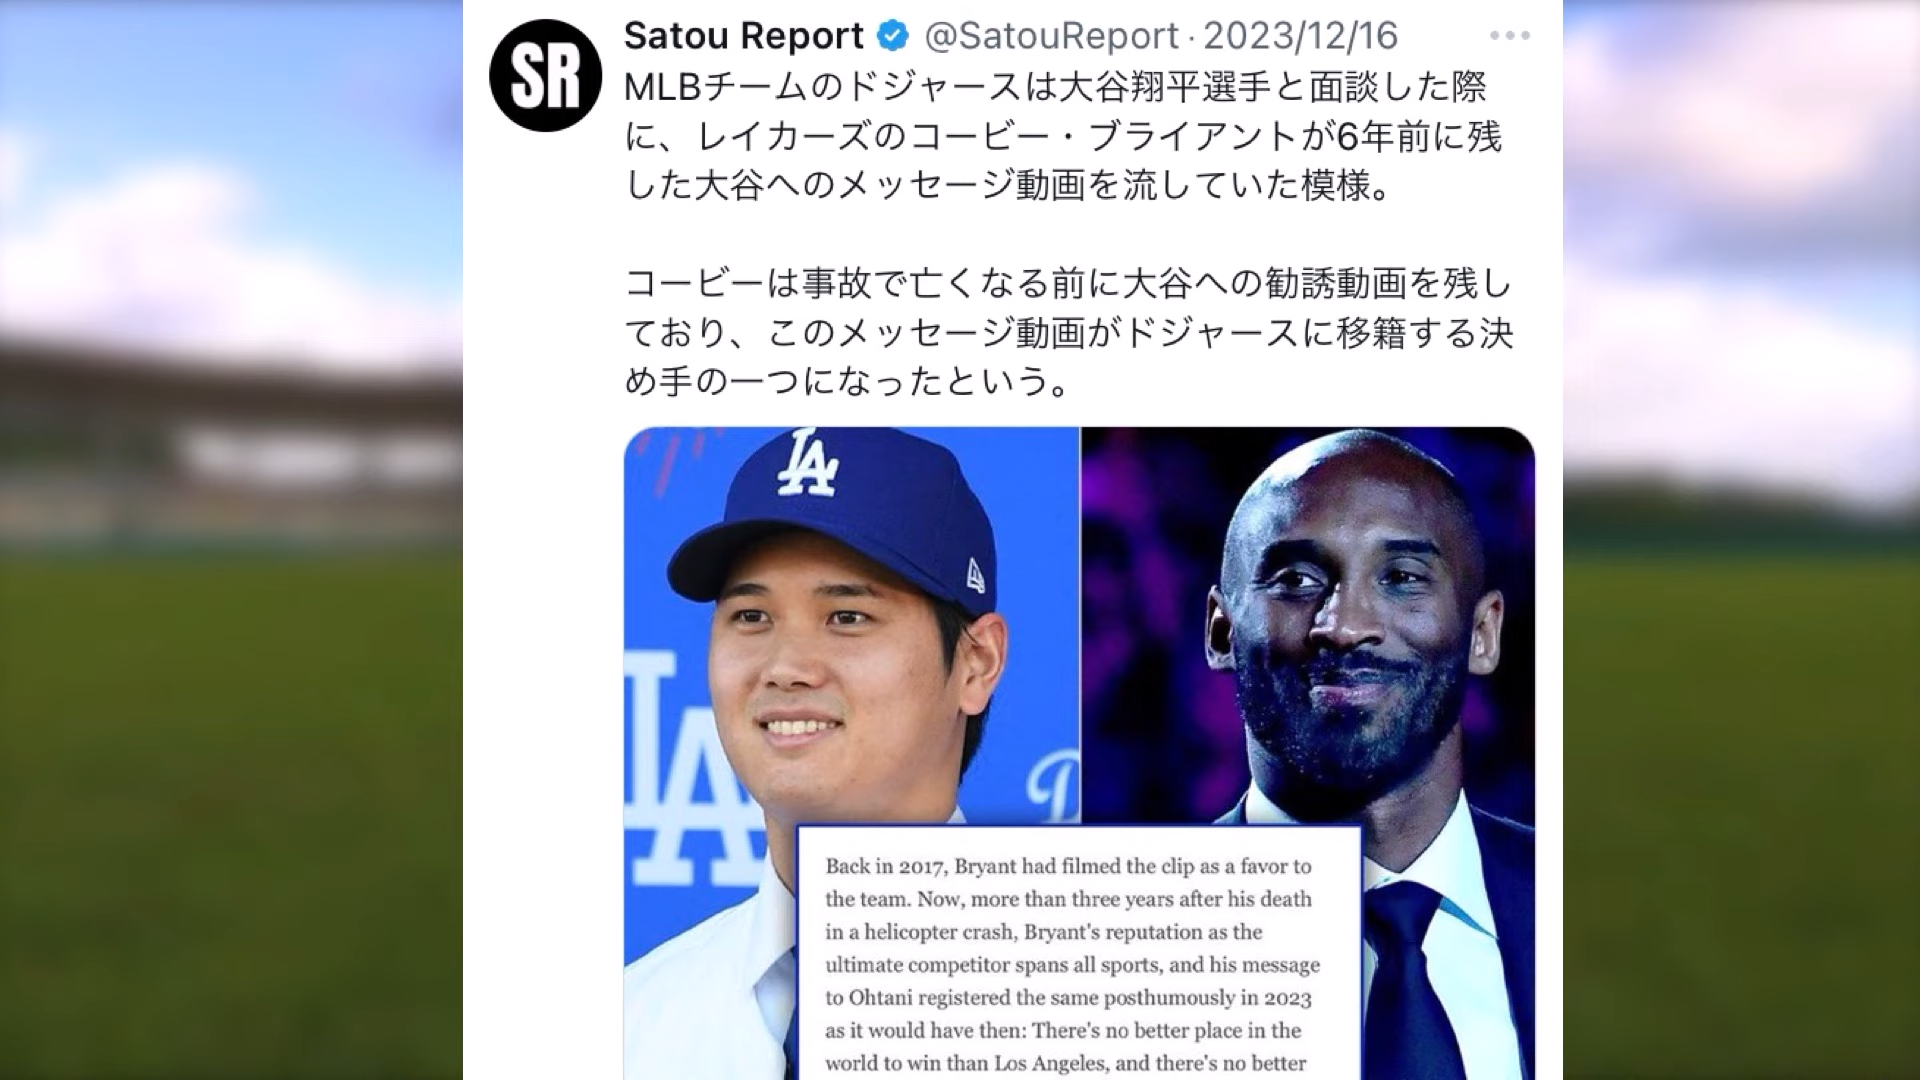 SR
Satou Report @SatouReport · 2023/12/16
MLBチームのドジャースは大谷翔平選手と面談した際
に、レイカーズのコービー・ブライアントが6年前に残
した大谷へのメッセージ動画を流していた模様。
コービーは事故で亡くなる前に大谷への勧誘動画を残し
ており、このメッセージ動画がドジャースに移籍する決
め手の一つになったという。
LA
LA
D
Back in 2017, Bryant had filmed the clip as a favor to
the team. Now, more than three years after his death
in a helicopter crash, Bryant's reputation as the
ultimate competitor spans all sports, and his message
to Ohtani registered the same posthumously in 2023
as it would have then: There's no better place in the
world to win than Los Angeles, and there's no better